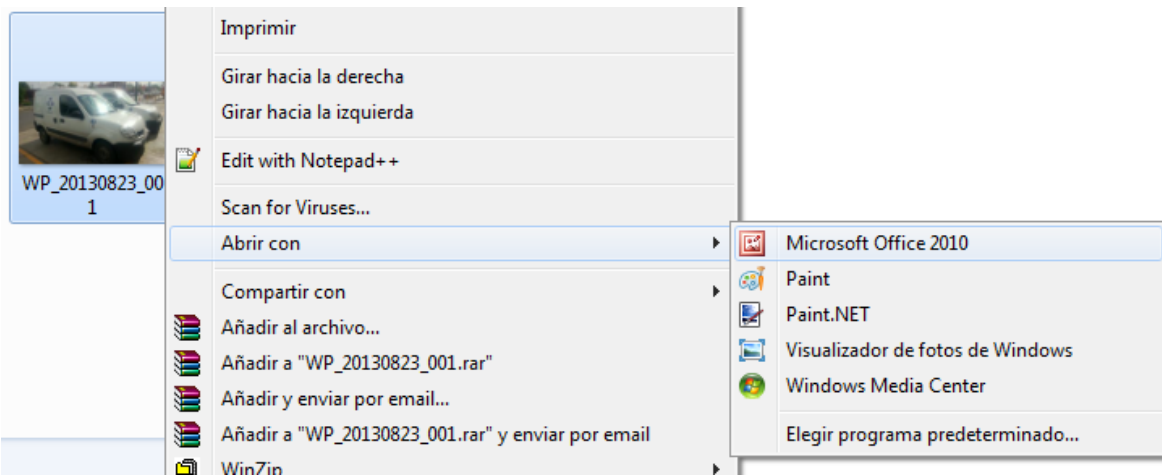 Imprimir
Girar hacia la derecha
Girar hacia la izquierda
Edit with Notepad++
WP_20130823_00
1
Scan for Viruses...
Abrir con
Microsoft Office 2010
Paint
Compartir con
Paint.NET
Añadir al archivo...
Visualizador de fotos de Windows
Añadir a "WP_20130823_001.rar"
Windows Media Center
Añadir y enviar por email...
Añadir a "WP_20130823_001.rar" y enviar por email
Elegir programa predeterminado...
WinZip